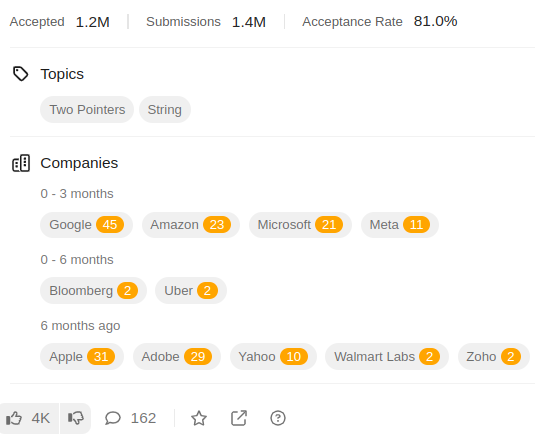 Accepted 1.2M Submissions 1.4M Acceptance Rate 81.0%
Topics
Two Pointers String
Companies
0 - 3 months
Google 45 Amazon 23 Microsoft 21 Meta 11
0 - 6 months
Bloomberg 2 Uber 2
6 months ago
Apple 31 Adobe 29 Yahoo 10 Walmart Labs 2 Zoho 2
4K 162